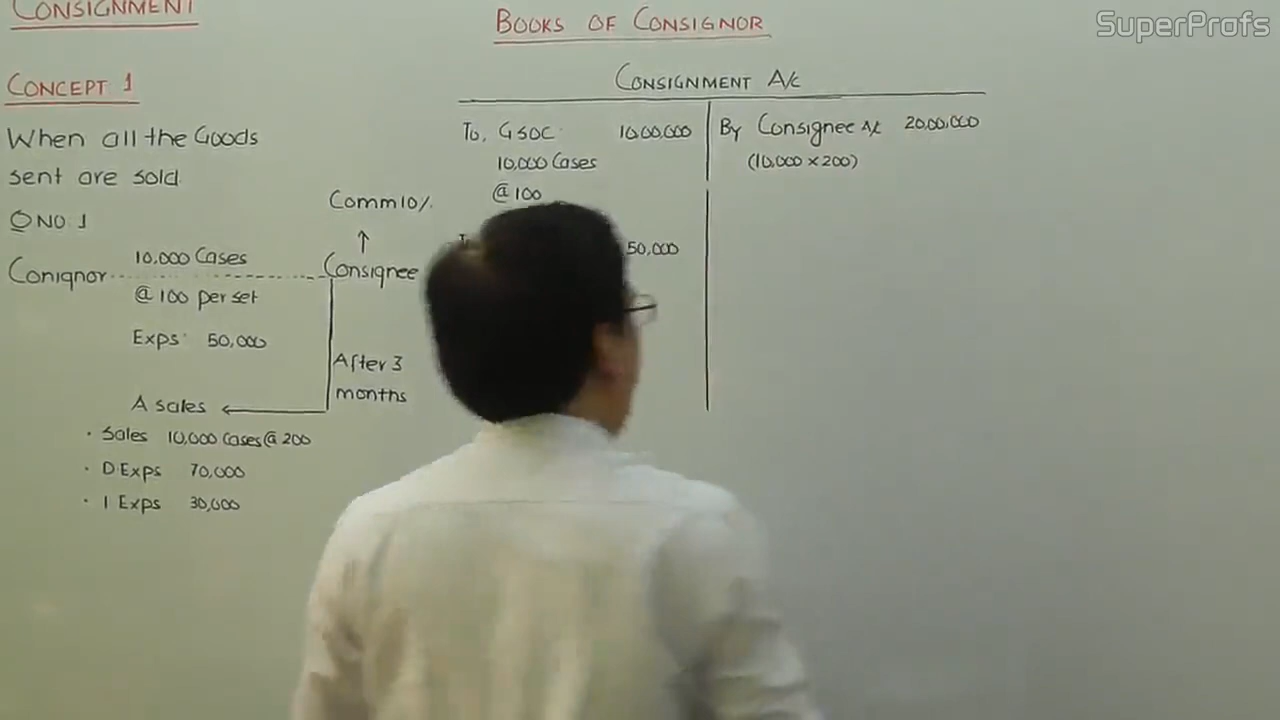 CONSIGNMENT
CONCEPT 1
When all the Goods
sent are sold
Q NO. 1
Conignor
10,000 Cases
@ 100 per set
Exps 50,000
Comm 10%
Consignee
After 3
months
A sales
• Sales 10,000 Cases @ 200
• D.Exps 70,000
• I Exps 30,000
BOOKS OF CONSIGNOR
CONSIGNMENT A/c
To, GSOC 10,00,000
10,000 Cases
@ 100
50,000
By Consignee A/c 20,00,000
(10,000 × 200)
SuperProfs